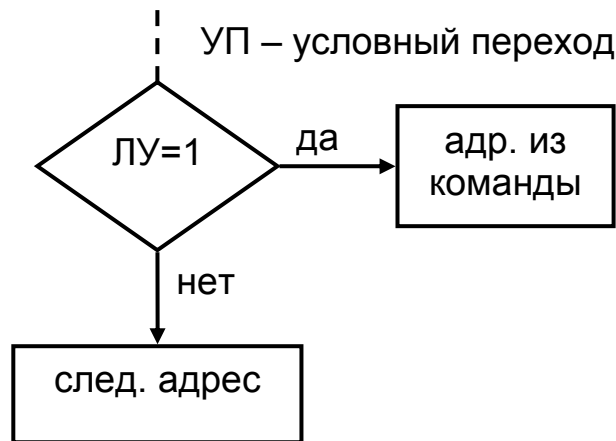 УП – условный переход
ЛУ=1
да
адр. из
команды
нет
след. адрес